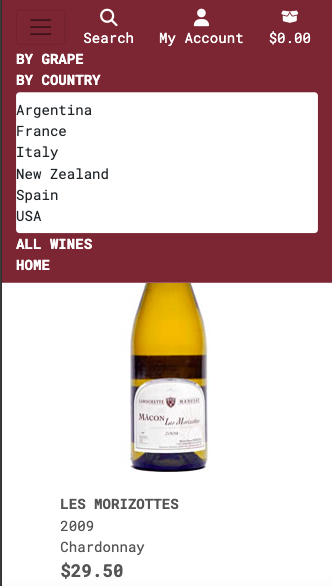 Search My Account $0.00
BY GRAPE
BY COUNTRY
Argentina
France
Italy
New Zealand
Spain
USA
ALL WINES
HOME
MÂCON Les Morizottes
2009
LES MORIZOTTES
2009
Chardonnay
$29.50